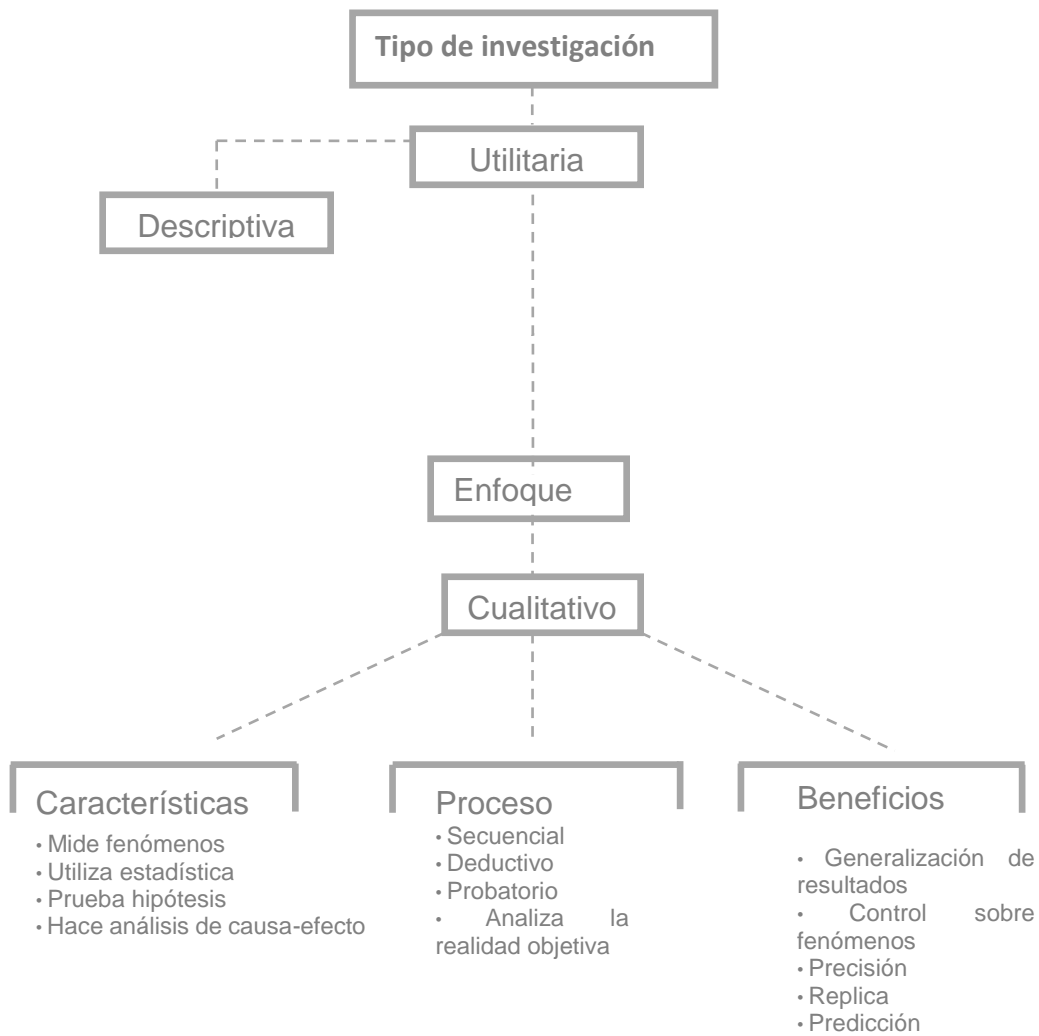 Tipo de investigación
Utilitaria
Descriptiva
Enfoque
Cualitativo
Características
• Mide fenómenos
• Utiliza estadística
• Prueba hipótesis
• Hace análisis de causa-efecto
Proceso
• Secuencial
• Deductivo
• Probatorio
• Analiza la
realidad objetiva
Beneficios
• Generalización de
resultados
• Control sobre
fenómenos
• Precisión
• Replica
• Predicción